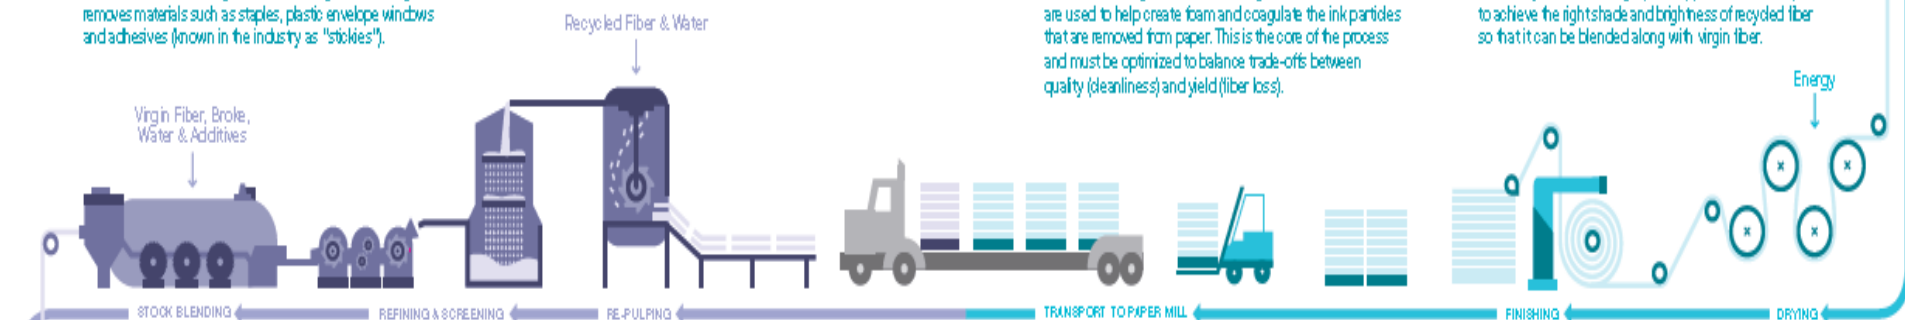 removes materials such as staples, plastic envelope windows
and adhesives (known in the industry as "stickies").
Recycled Fiber & Water
are used to help create foam and coagulate the ink particles
that are removed from paper. This is the core of the process
and must be optimized to balance trade-offs between
quality (cleanliness) and yield (fiber loss).
to achieve the right shade and brightness of recycled fiber
so that it can be blended along with virgin fiber.
Energy
Virgin Fiber, Broke,
Water & Additives
STOCK BLENDING
REFINING & SCREENING
RE-PULPING
TRANSPORT TO PAPER MILL
FINISHING
DRYING